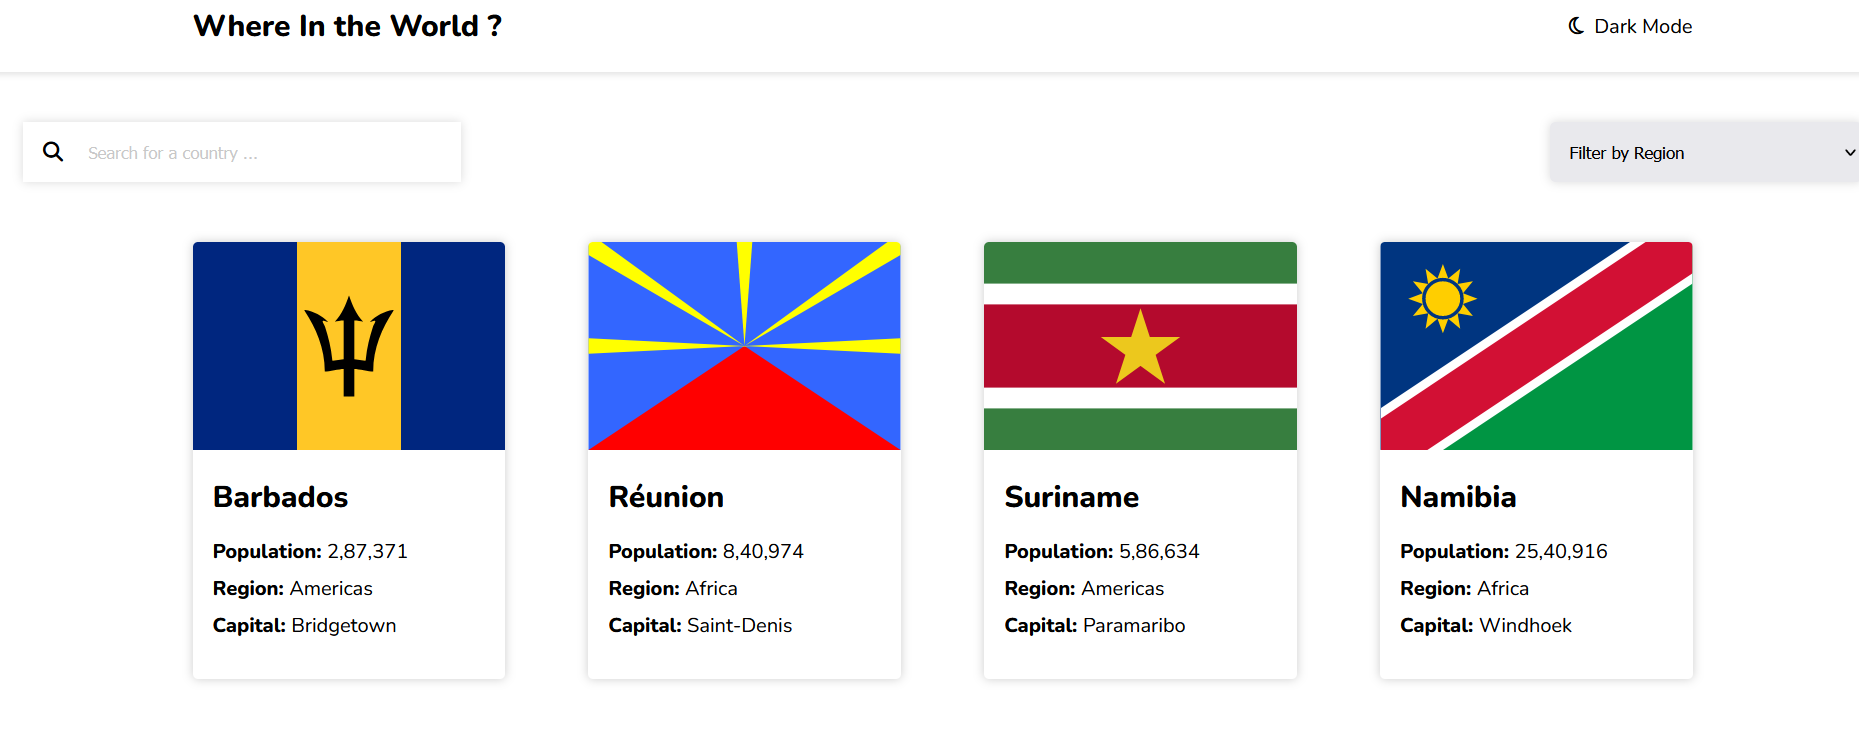 Where In the World ?
Dark Mode
Search for a country ...
Filter by Region
Barbados
Population: 2,87,371
Region: Americas
Capital: Bridgetown
Réunion
Population: 8,40,974
Region: Africa
Capital: Saint-Denis
Suriname
Population: 5,86,634
Region: Americas
Capital: Paramaribo
Namibia
Population: 25,40,916
Region: Africa
Capital: Windhoek